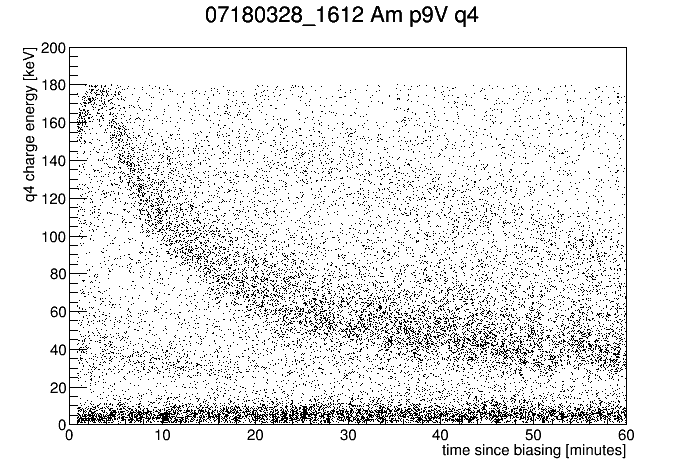 07180328_1612 Am p9V q4
q4 charge energy [keV]
200
180
160
140
120
100
80
60
40
20
0
0 10 20 30 40 50 60
time since biasing [minutes]